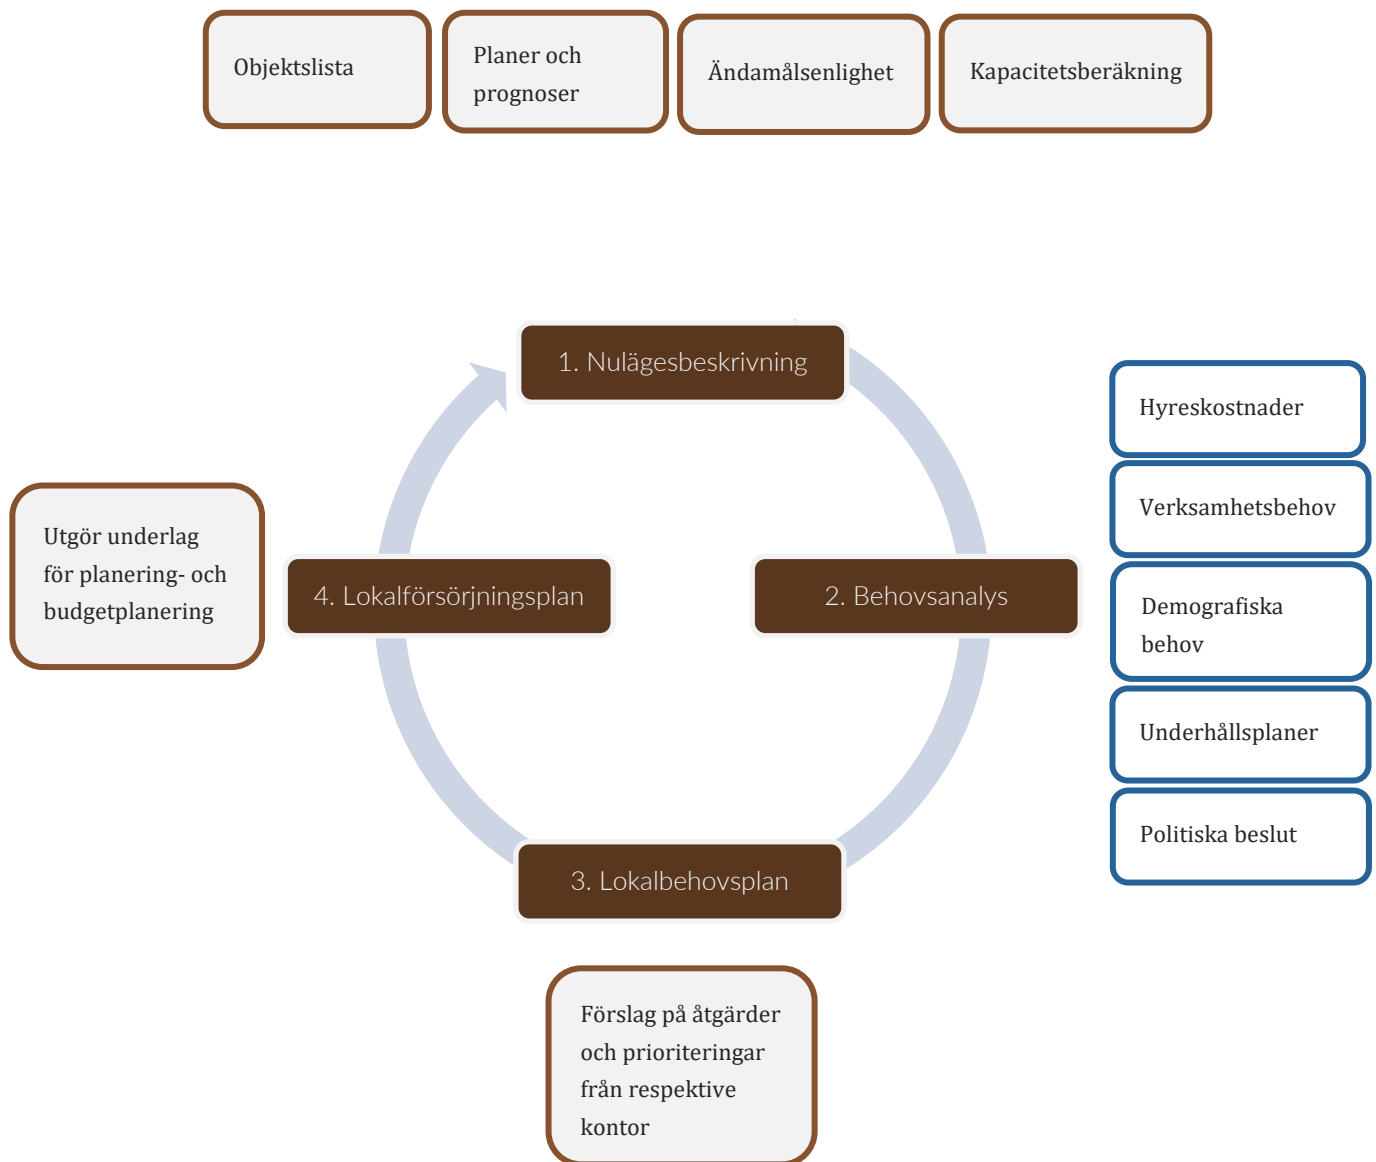 Objektslista
Planer och
prognoser
Ändamålsenlighet
Kapacitetsberäkning
1. Nulägesbeskrivning
Hyreskostnader
Verksamhetsbehov
Demografiska
behov
Underhållsplaner
Politiska beslut
2. Behovsanalys
4. Lokalförsörjningsplan
Utgör underlag
för planering- och
budgetplanering
3. Lokalbehovsplan
Förslag på åtgärder
och prioriteringar
från respektive
kontor